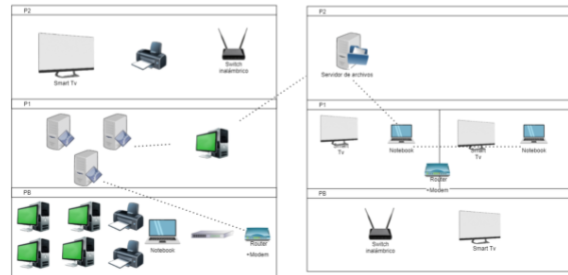 P2
Smart Tv
Switch
inalámbrico
P1
PB
Notebook
Router
+Modem
P2
Servidor de archivos
P1
Smart
Tv
Notebook
Smart
Tv
Notebook
Router
+Modem
PB
Switch
inalámbrico
Smart Tv